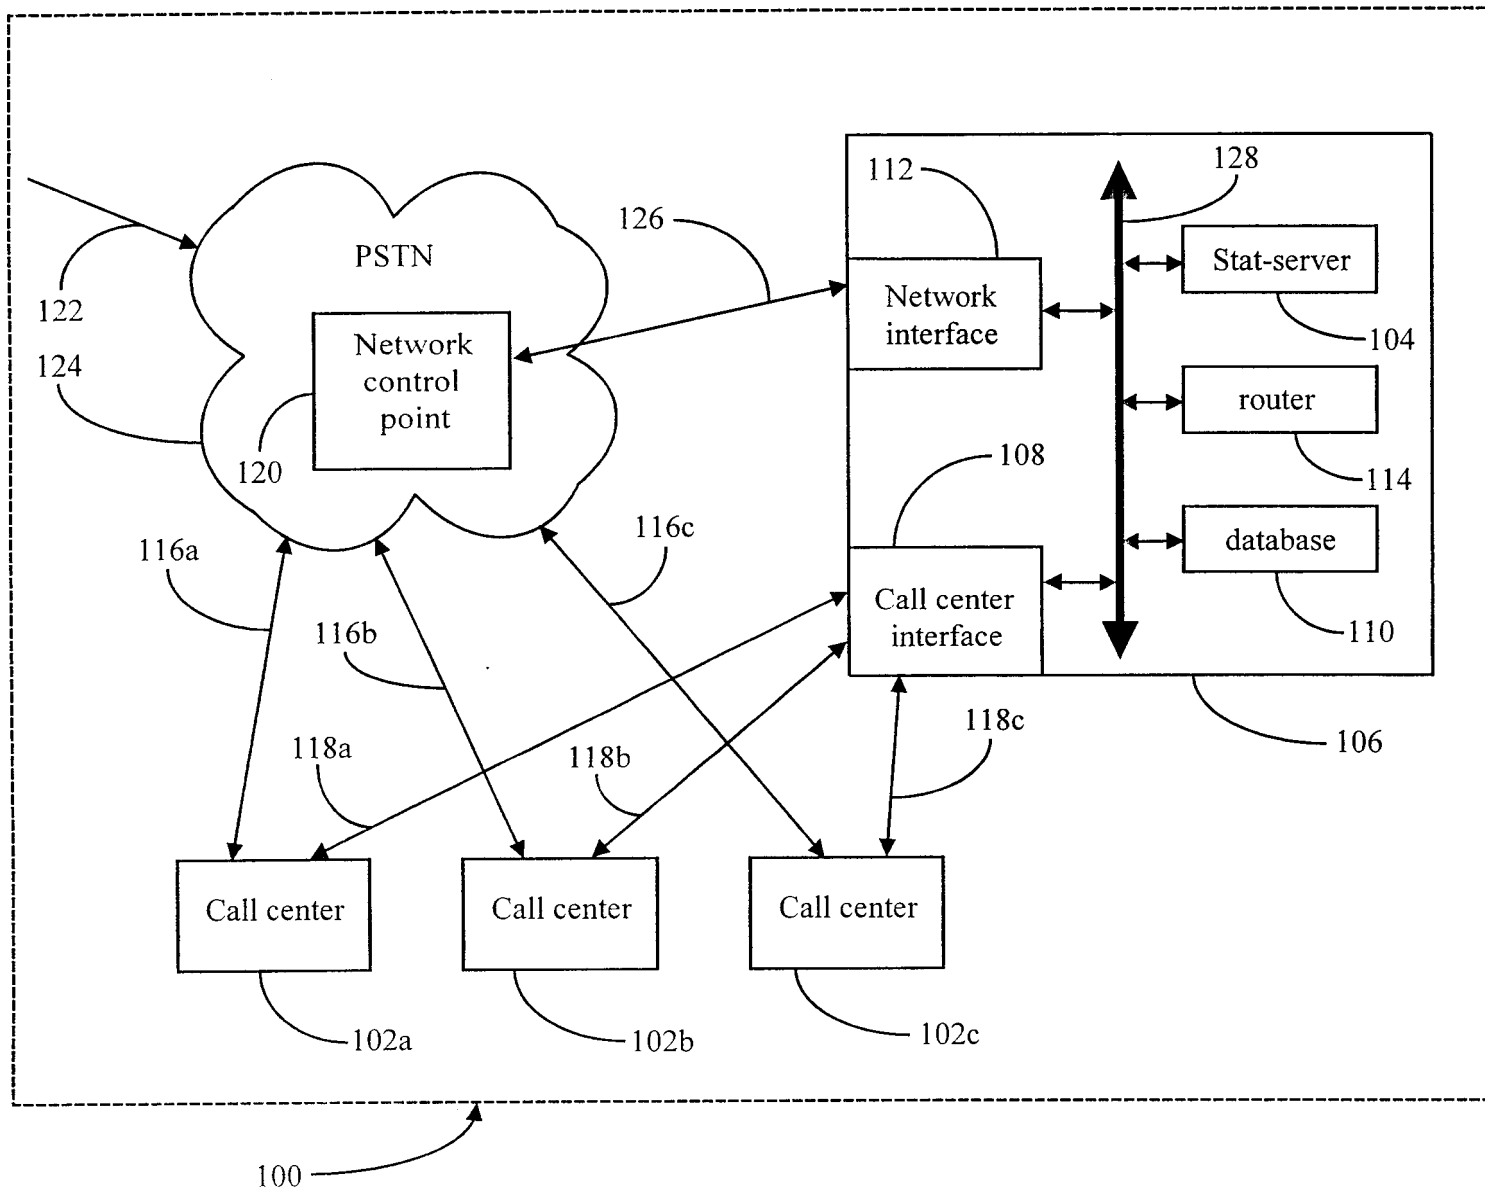 128
112
126
PSTN
Stat-server
122
Network
interface
104
Network
control
point
124
router
120
108
114
116a
116c
database
Call center
interface
116b
110
118a
118b
118c
106
Call center
Call center
Call center
102a
102b
102c
100